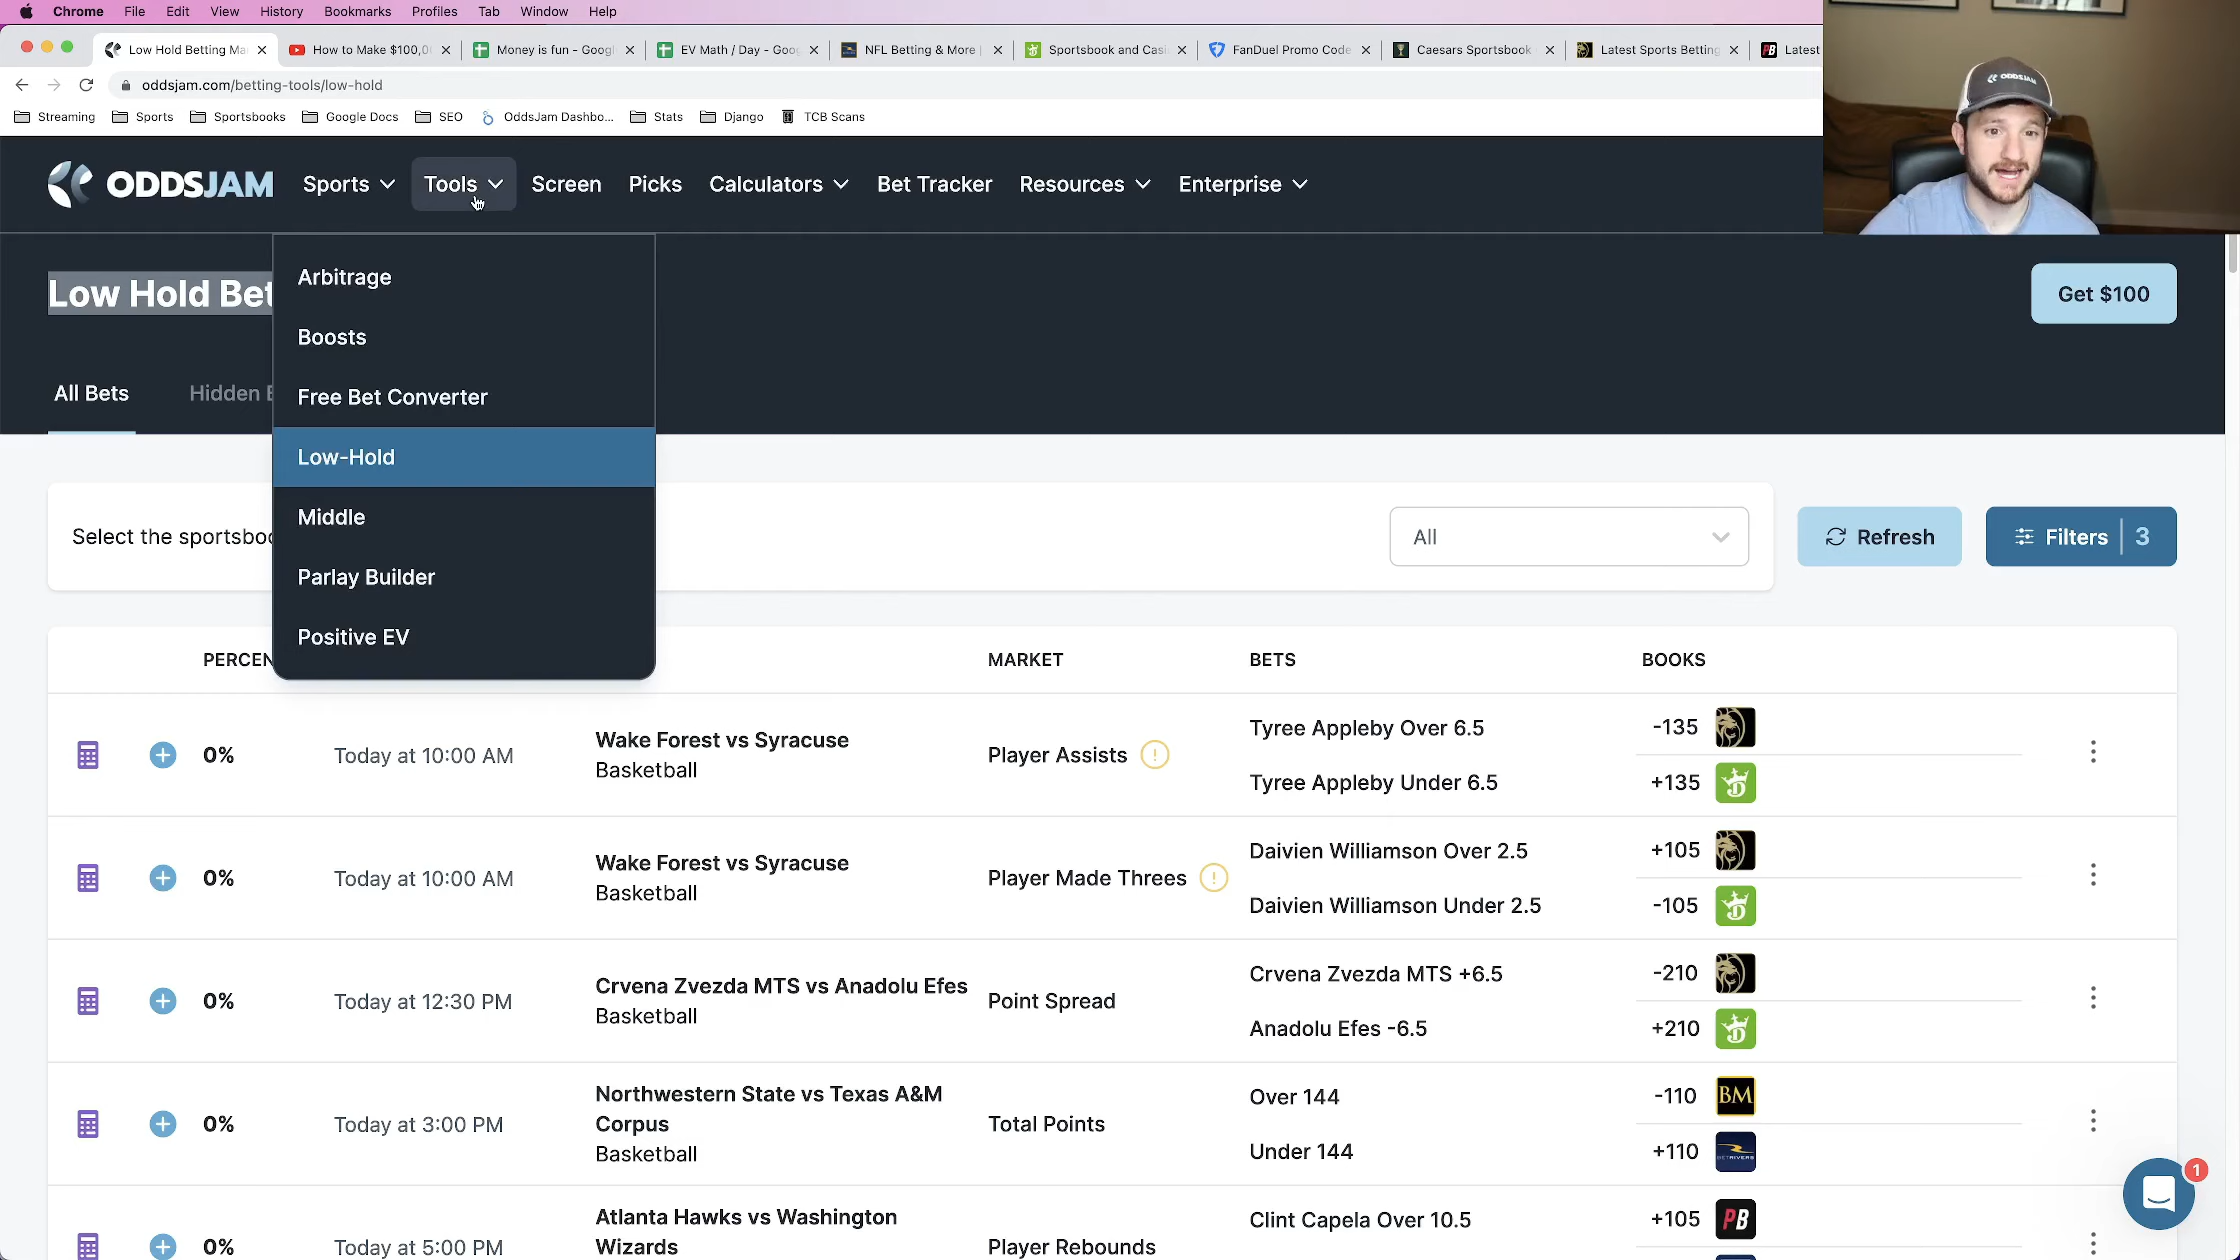 Chrome File Edit View History Bookmarks Profiles Tab Window Help
Low Hold Betting Ma How to Make $100,0 Money is fun - Goog EV Math / Day - Goo NFL Betting & More Sportsbook and Casi FanDuel Promo Code Caesars Sportsbook Latest Sports Betting Latest
oddsjam.com/betting-tools/low-hold
Streaming Sports Sportsbooks Google Docs SEO OddsJam Dashbo... Stats Django TCB Scans
ODDSJAM
ODDSJAM Sports Tools Screen Picks Calculators Bet Tracker Resources Enterprise
Low Hold Bet
Get $100
All Bets Hidden
Arbitrage
Boosts
Free Bet Converter
Low-Hold
Middle
Parlay Builder
Positive EV
Select the sportsboo
All
Refresh
Filters 3
PERCEN MARKET BETS BOOKS
0% Today at 10:00 AM
Wake Forest vs Syracuse
Basketball
Player Assists
Tyree Appleby Over 6.5 -135
Tyree Appleby Under 6.5 +135
0% Today at 10:00 AM
Wake Forest vs Syracuse
Basketball
Player Made Threes
Daivien Williamson Over 2.5 +105
Daivien Williamson Under 2.5 -105
0% Today at 12:30 PM
Crvena Zvezda MTS vs Anadolu Efes
Basketball
Point Spread
Crvena Zvezda MTS +6.5 -210
Anadolu Efes -6.5 +210
0% Today at 3:00 PM
Northwestern State vs Texas A&M
Corpus
Basketball
Total Points
Over 144 -110 BM
Under 144 +110 BETRIVERS
0% Today at 5:00 PM
Atlanta Hawks vs Washington
Wizards
Player Rebounds
Clint Capela Over 10.5 +105 PB
1